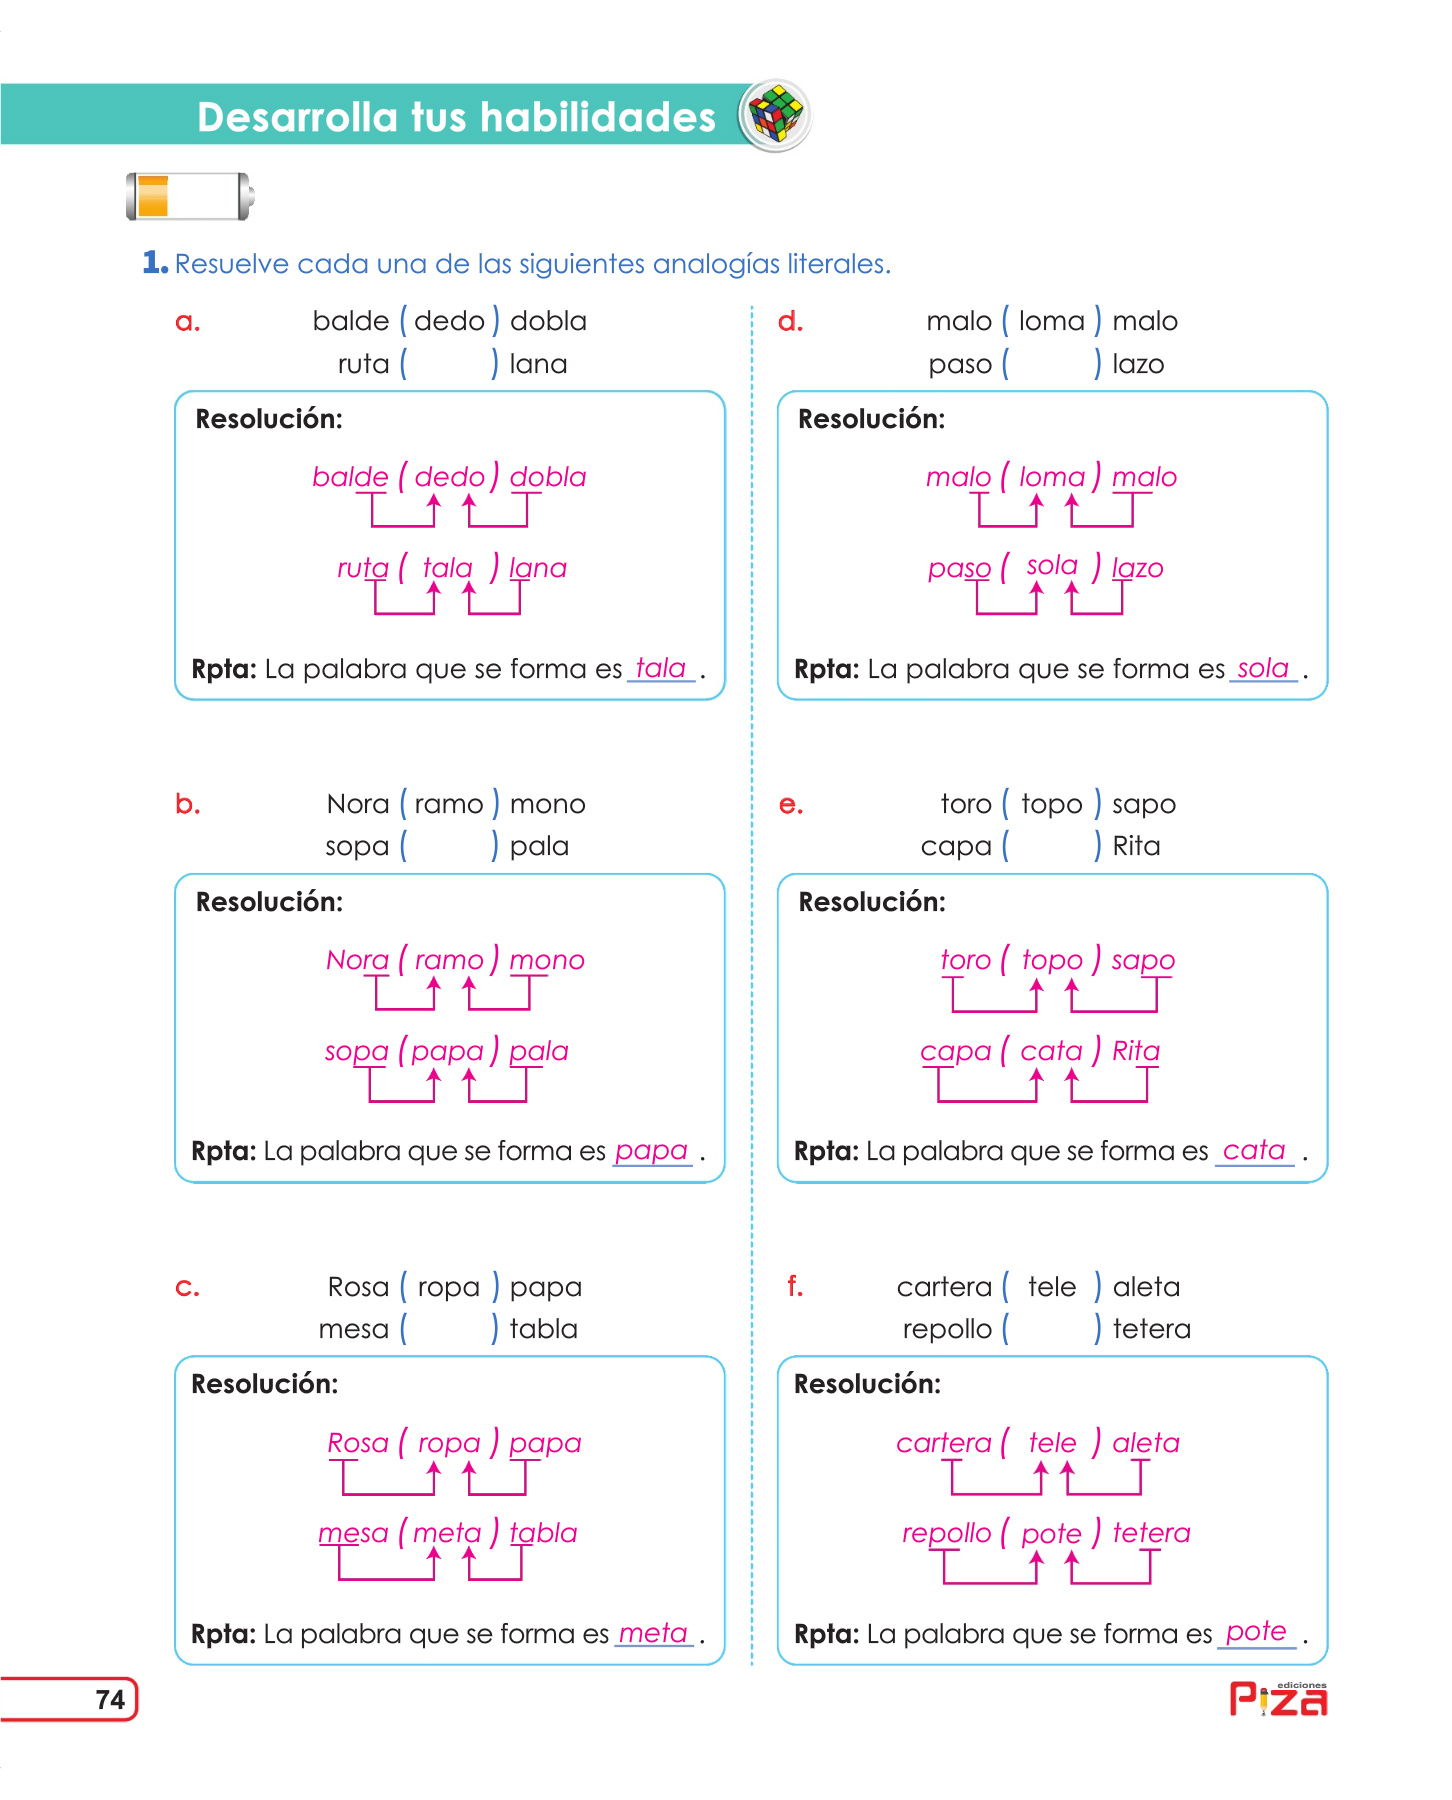 Desarrolla tus habilidades
1. Resuelve cada una de las siguientes analogías literales.
a. balde ( dedo ) dobla
ruta ( ) lana
Resolución:
balde ( dedo ) dobla
ruta ( tala ) lana
Rpta: La palabra que se forma es tala .
b. Nora ( ramo ) mono
sopa ( ) pala
Resolución:
Nora ( ramo ) mono
sopa ( papa ) pala
Rpta: La palabra que se forma es papa .
c. Rosa ( ropa ) papa
mesa ( ) tabla
Resolución:
Rosa ( ropa ) papa
mesa ( meta ) tabla
Rpta: La palabra que se forma es meta .
d. malo ( loma ) malo
paso ( ) lazo
Resolución:
malo ( loma ) malo
paso ( sola ) lazo
Rpta: La palabra que se forma es sola .
e. toro ( topo ) sapo
capa ( ) Rita
Resolución:
toro ( topo ) sapo
capa ( cata ) Rita
Rpta: La palabra que se forma es cata .
f. cartera ( tele ) aleta
repollo ( ) tetera
Resolución:
cartera ( tele ) aleta
repollo ( pote ) tetera
Rpta: La palabra que se forma es pote .
74
ediciones
Piza